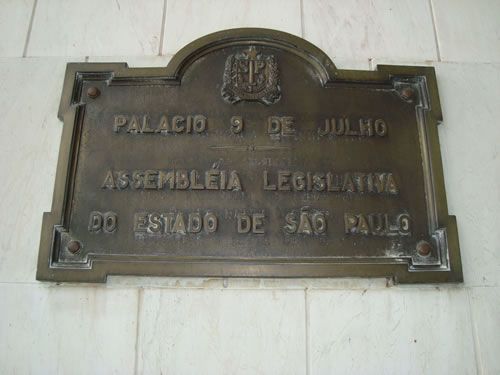 PALACIO 9 DE JULHO
ASSEMBLÉIA LEGISLATIVA
DO ESTADO DE SÃO PAULO